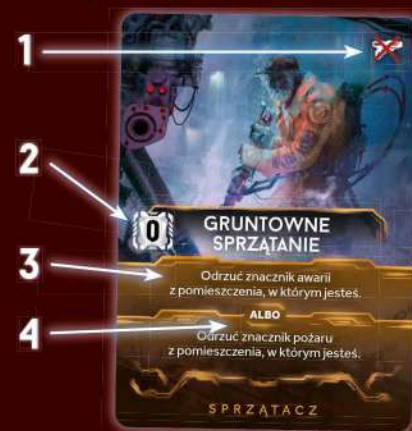 1
2
0
GRUNTOWNE
SPRZĄTANIE
3
Odrzuć znacznik awarii
z pomieszczenia, w którym jesteś.
4
ALBO
Odrzuć znacznik pożaru
z pomieszczenia, w którym jesteś.
SPRZĄTACZ